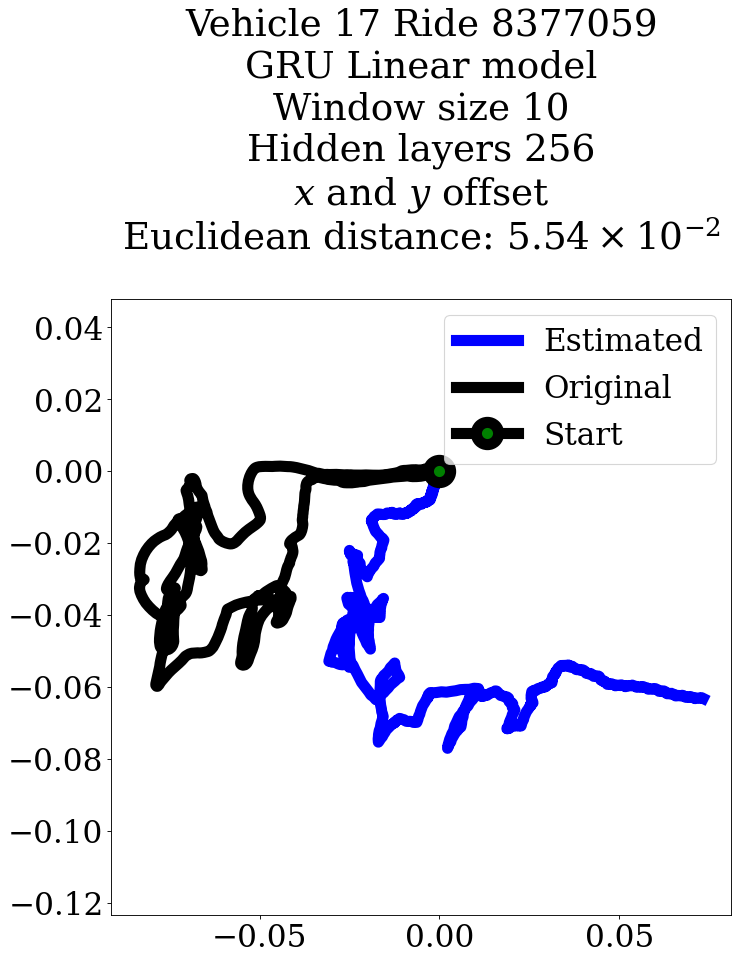 Vehicle 17 Ride 8377059
GRU Linear model
Window size 10
Hidden layers 256
x and y offset
Euclidean distance: 5.54 × 10⁻²
Estimated
Original
Start
0.04
0.02
0.00
−0.02
−0.04
−0.06
−0.08
−0.10
−0.12
−0.05
0.00
0.05